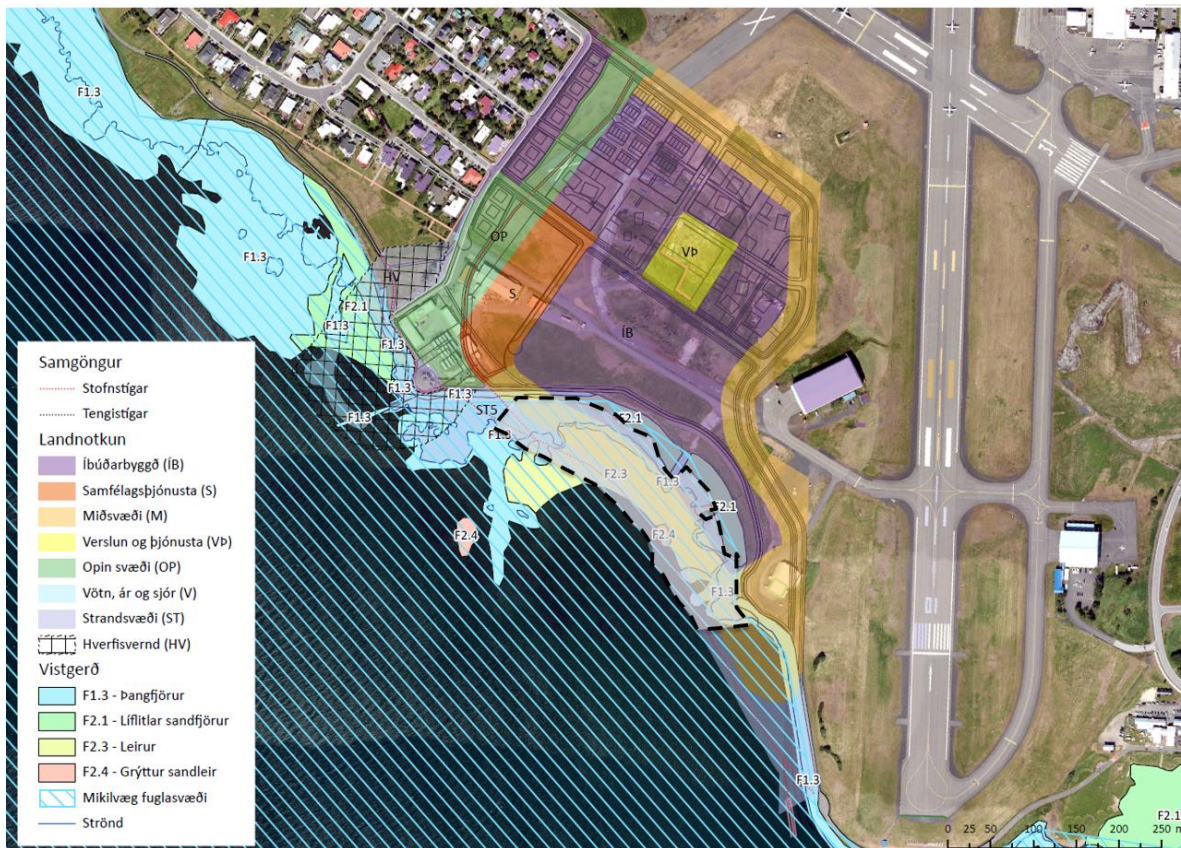 F1.3
F1.3
OP
VÞ
HV
S
F2.1
F1.3
F1.3
ÍB
F1.3
F1.3
F1.3
ST5
F1.3
F2.1
F2.3
F1.3
F2.1
F2.4
F2.4
F1.3
F1.3
F2.1
31
Samgöngur
Stofnstígar
Tengistígar
Landnotkun
Íbúðarbyggð (ÍB)
Samfélagsþjónusta (S)
Miðsvæði (M)
Verslun og þjónusta (VÞ)
Opin svæði (OP)
Vötn, ár og sjór (V)
Strandsvæði (ST)
Hverfisvernd (HV)
Vistgerð
F1.3 - Þangfjörur
F2.1 - Líflitlar sandfjörur
F2.3 - Leirur
F2.4 - Grýttur sandleir
Mikilvæg fuglasvæði
Strönd
0 25 50 100 150 200 250 m